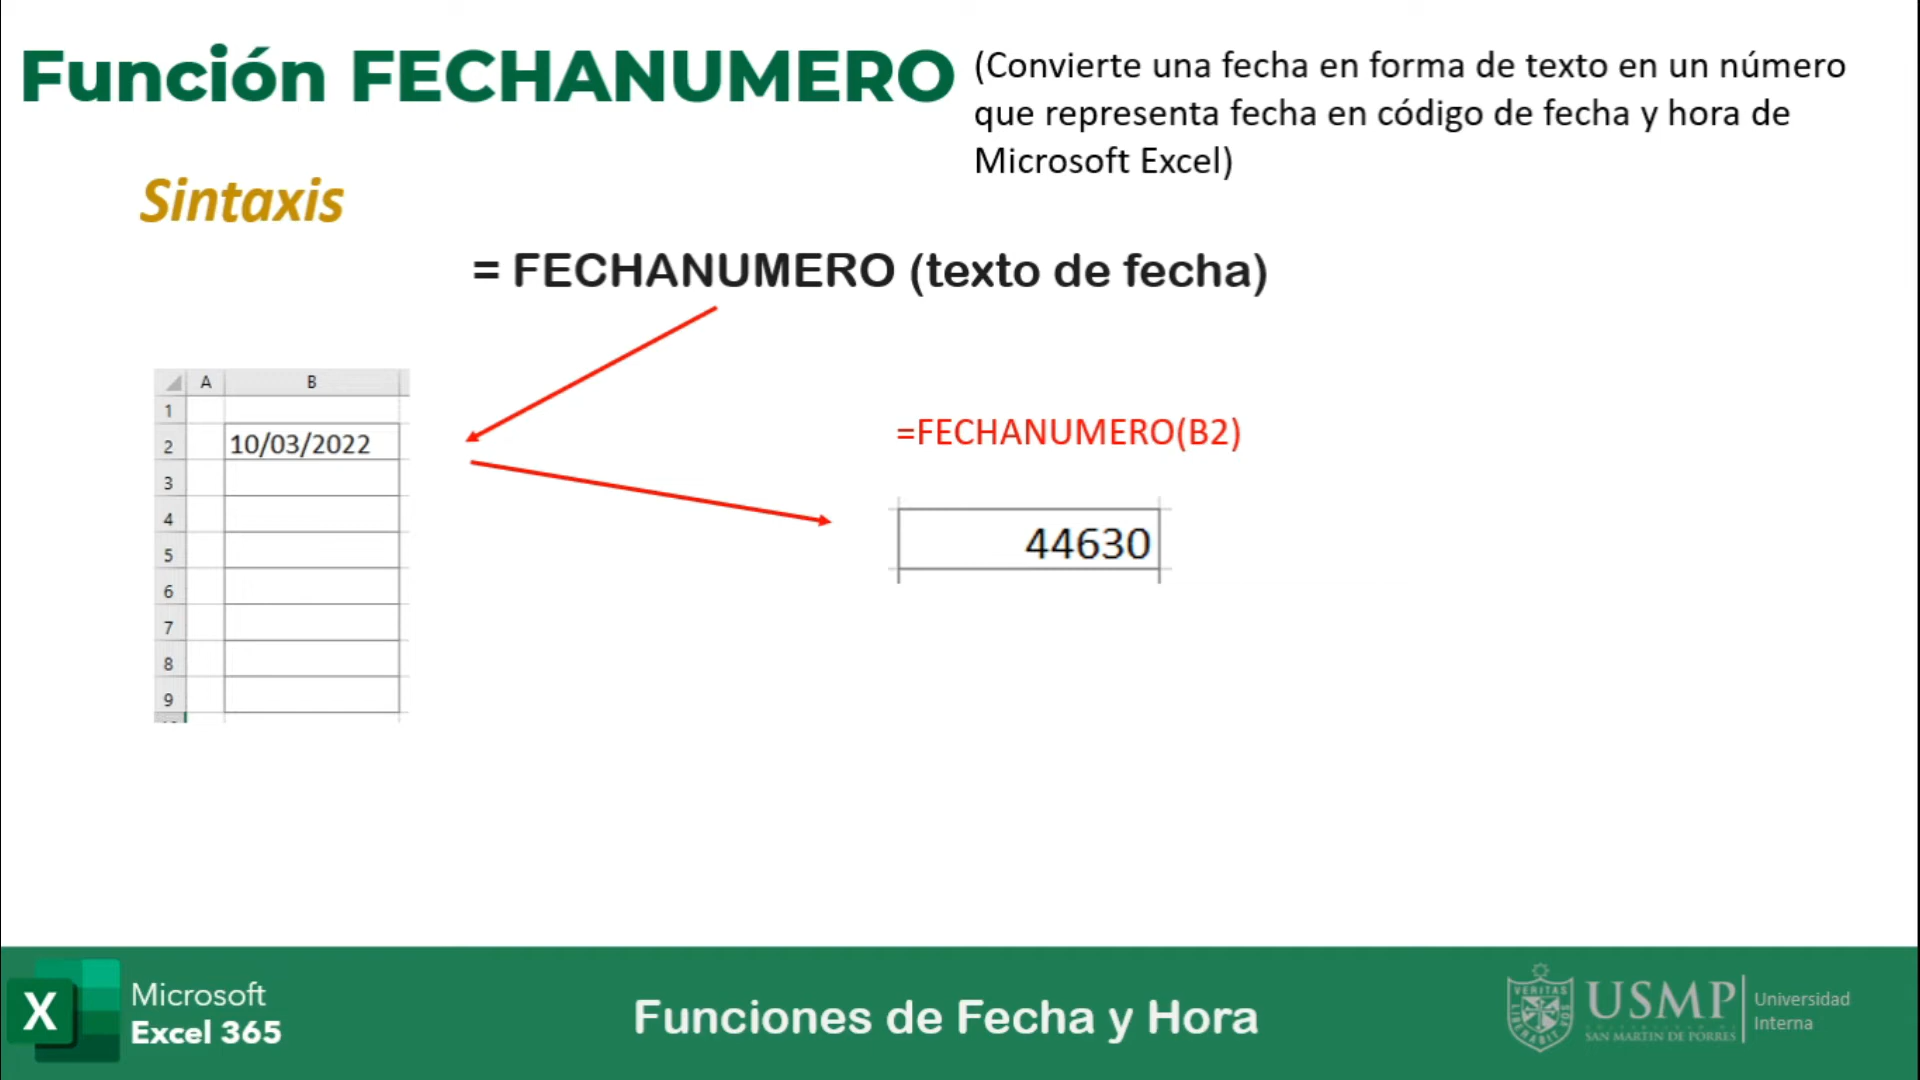 Función FECHANUMERO
(Convierte una fecha en forma de texto en un número
que representa fecha en código de fecha y hora de
Microsoft Excel)
Sintaxis
= FECHANUMERO (texto de fecha)
A B
1
2 10/03/2022
3
4
5
6
7
8
9
=FECHANUMERO(B2)
44630
X
Microsoft
Excel 365
Funciones de Fecha y Hora
VERITAS
USMP
SAN MARTIN DE PORRES
Universidad
Interna